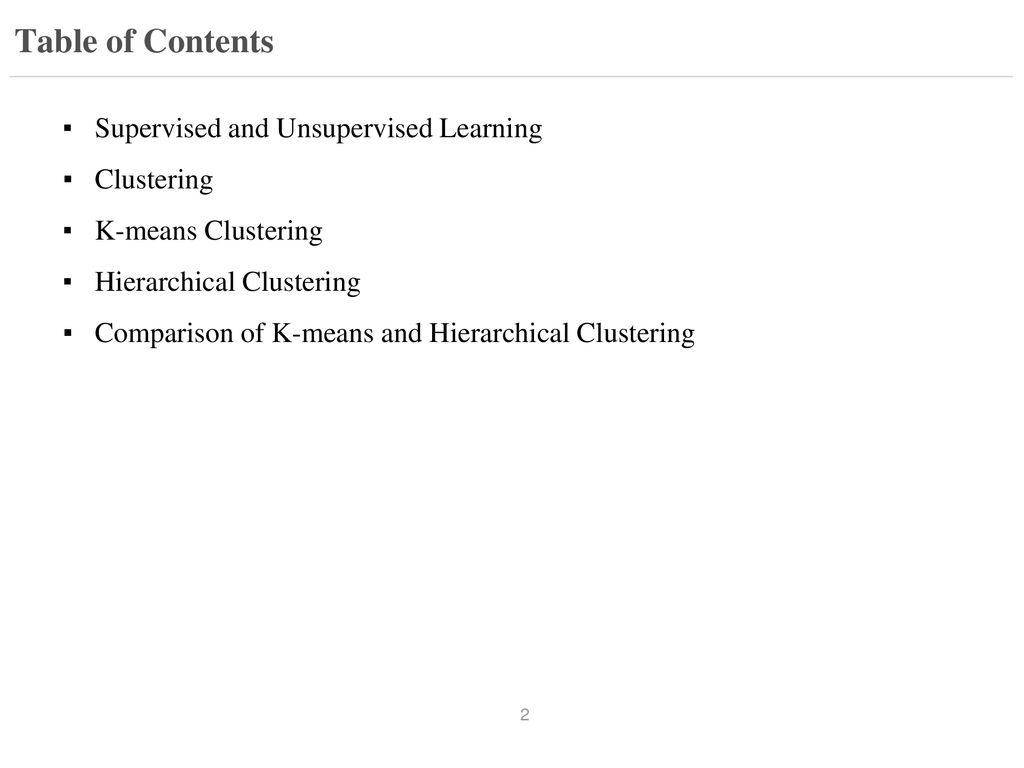 Table of Contents
▪ Supervised and Unsupervised Learning
▪ Clustering
▪ K-means Clustering
▪ Hierarchical Clustering
▪ Comparison of K-means and Hierarchical Clustering
2